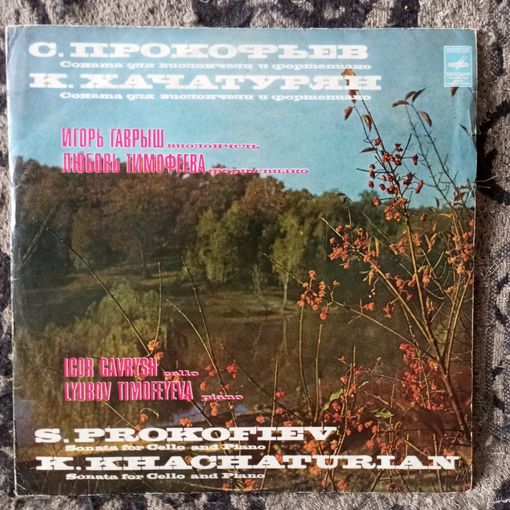 С. ПРОКОФЬЕВ
Соната для виолончели и фортепиано
К. ХАЧАТУРЯН
Соната для виолончели и фортепиано
МЕЛОДИЯ
ИГОРЬ ГАВРЫШ виолончель
ЛЮБОВЬ ТИМОФЕЕВА фортепиано
IGOR GAVRYSH cello
LYUBOV TIMOFEYEVA piano
S. PROKOFIEV
Sonata for Cello and Piano
K. KHACHATURIAN
Sonata for Cello and Piano